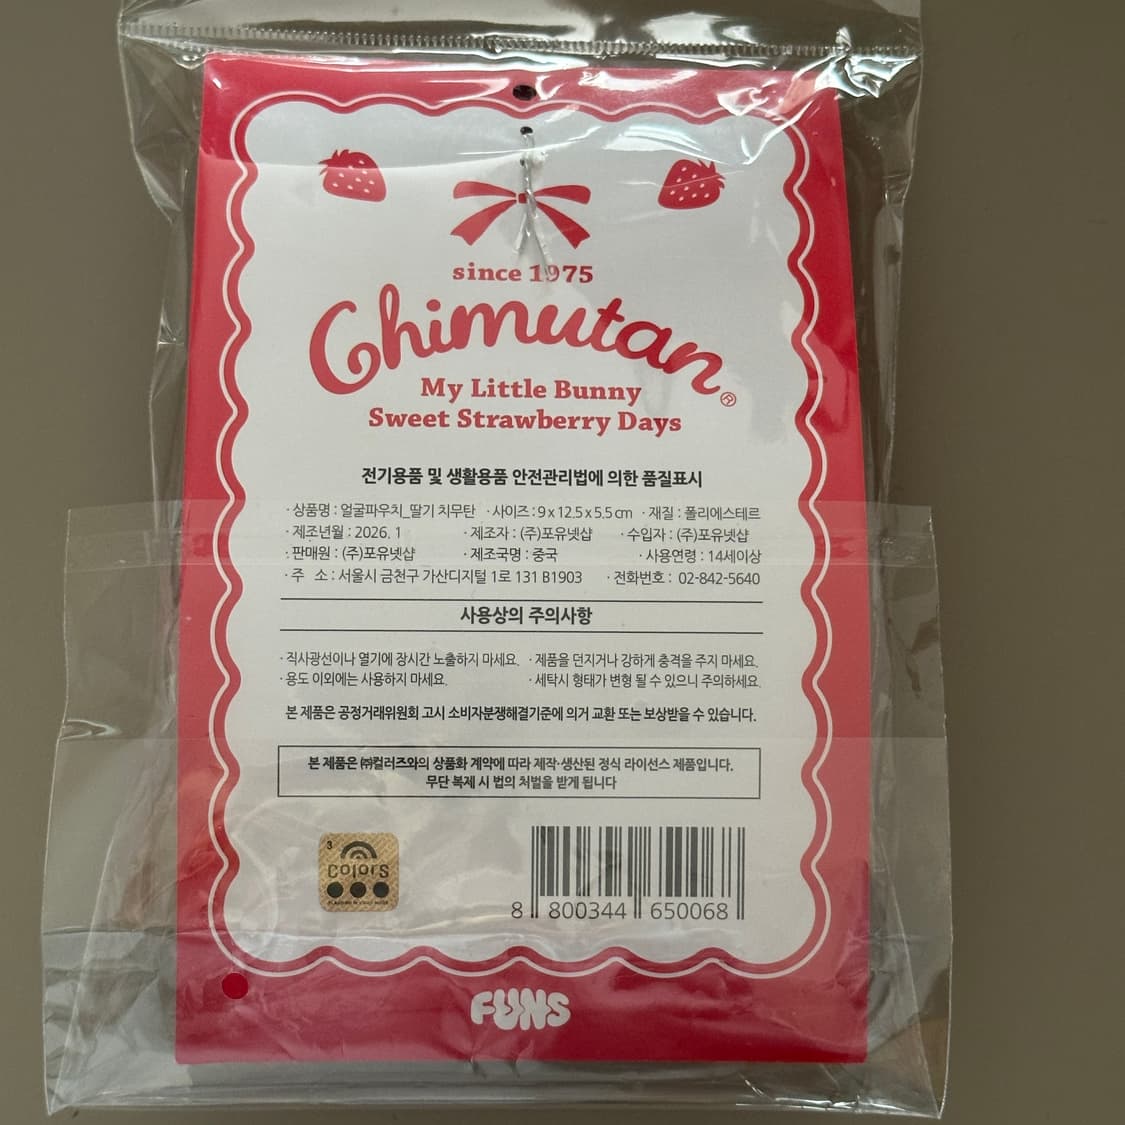 since 1975
Chimutan®
My Little Bunny
Sweet Strawberry Days
전기용품 및 생활용품 안전관리법에 의한 품질표시
· 상품명 : 얼굴파우치_딸기 치무탄 · 사이즈 : 9 x 12.5 x 5.5 cm · 재질 : 폴리에스테르
· 제조년월 : 2026. 1 · 제조자 : (주)포유넷샵 · 수입자 : (주)포유넷샵
· 판매원 : (주)포유넷샵 · 제조국명 : 중국 · 사용연령 : 14세이상
· 주 소 : 서울시 금천구 가산디지털 1로 131 B1903 · 전화번호 : 02-842-5640
사용상의 주의사항
· 직사광선이나 열기에 장시간 노출하지 마세요. · 제품을 던지거나 강하게 충격을 주지 마세요.
· 용도 이외에는 사용하지 마세요. · 세탁시 형태가 변형 될 수 있으니 주의하세요.
본 제품은 공정거래위원회 고시 소비자분쟁해결기준에 의거 교환 또는 보상받을 수 있습니다.
본 제품은 ㈜컬러즈와의 상품화 계약에 따라 제작·생산된 정식 라이선스 제품입니다.
무단 복제 시 법의 처벌을 받게 됩니다
3
colors
8 800344 650068
FUNS